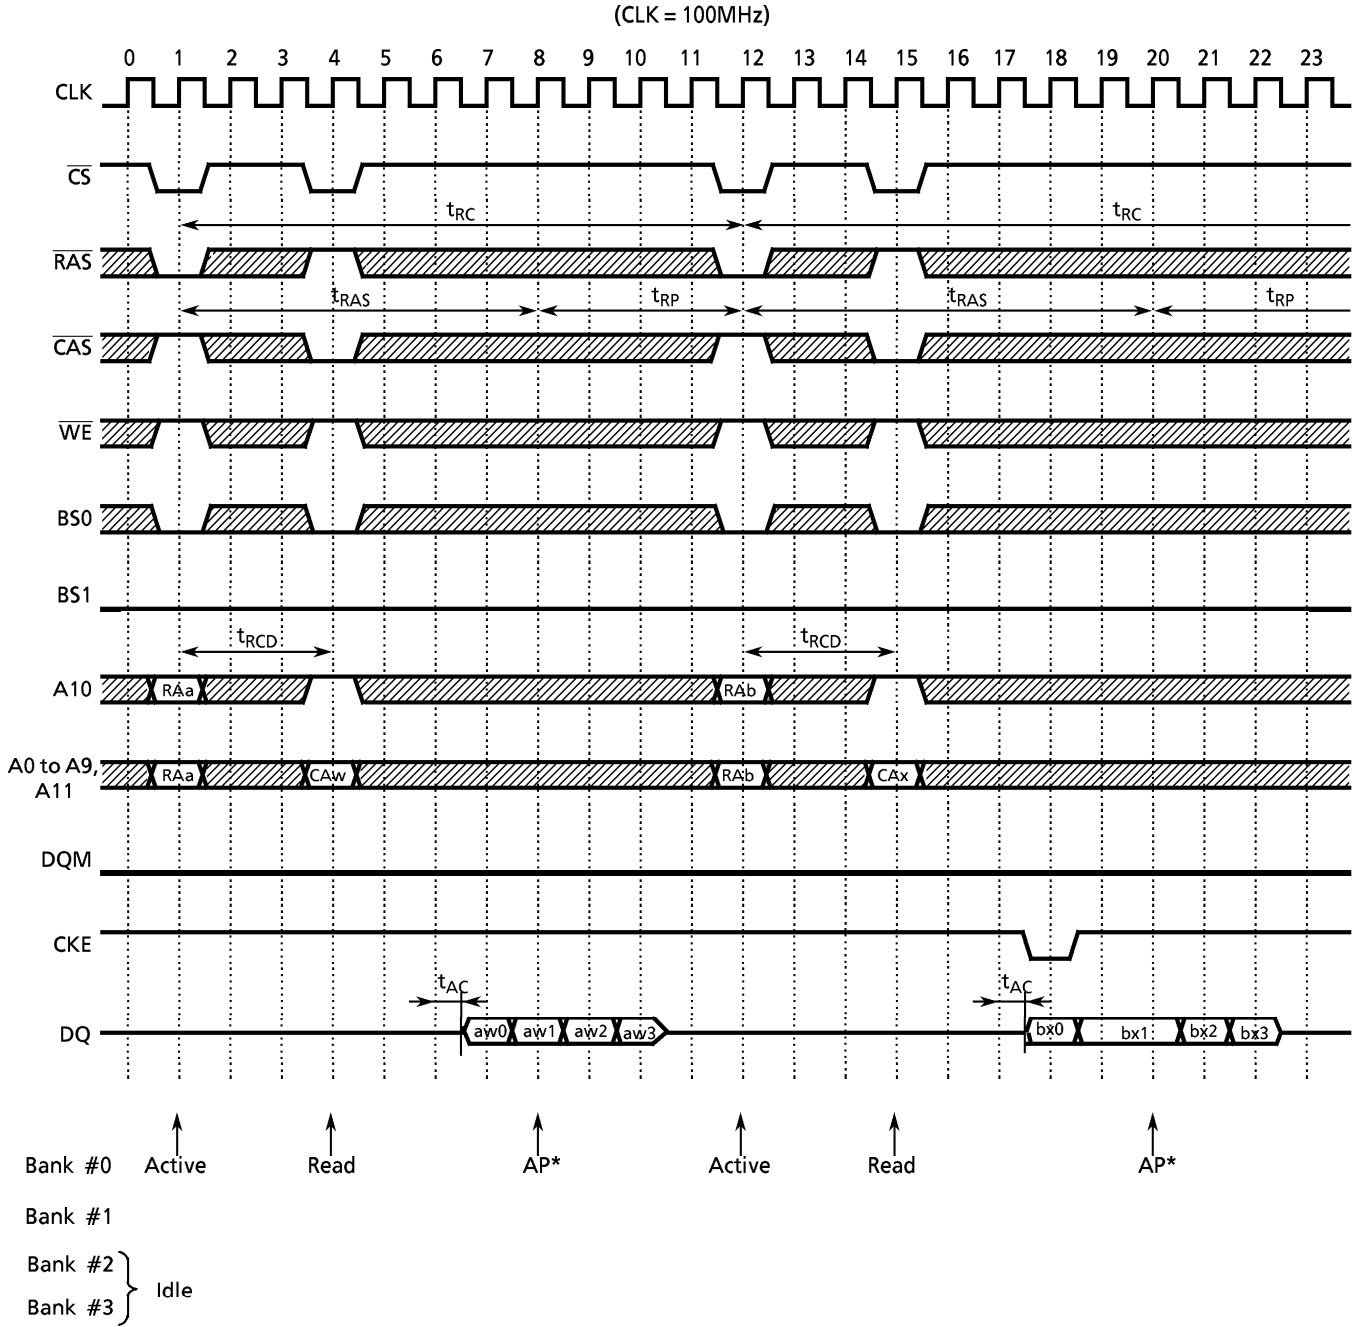 (CLK = 100MHz)
0 1 2 3 4 5 6 7 8 9 10 11 12 13 14 15 16 17 18 19 20 21 22 23
CLK
CS
tRC tRC
RAS
tRAS tRP tRAS tRP
CAS
WE
BS0
BS1
tRCD tRCD
A10 RAa RAb
A0 to A9,
A11
RAa CAw RAb CAx
DQM
CKE
tAC tAC
DQ aw0 aw1 aw2 aw3 bx0 bx1 bx2 bx3
Bank #0 Active Read AP* Active Read AP*
Bank #1
Bank #2
Idle
Bank #3